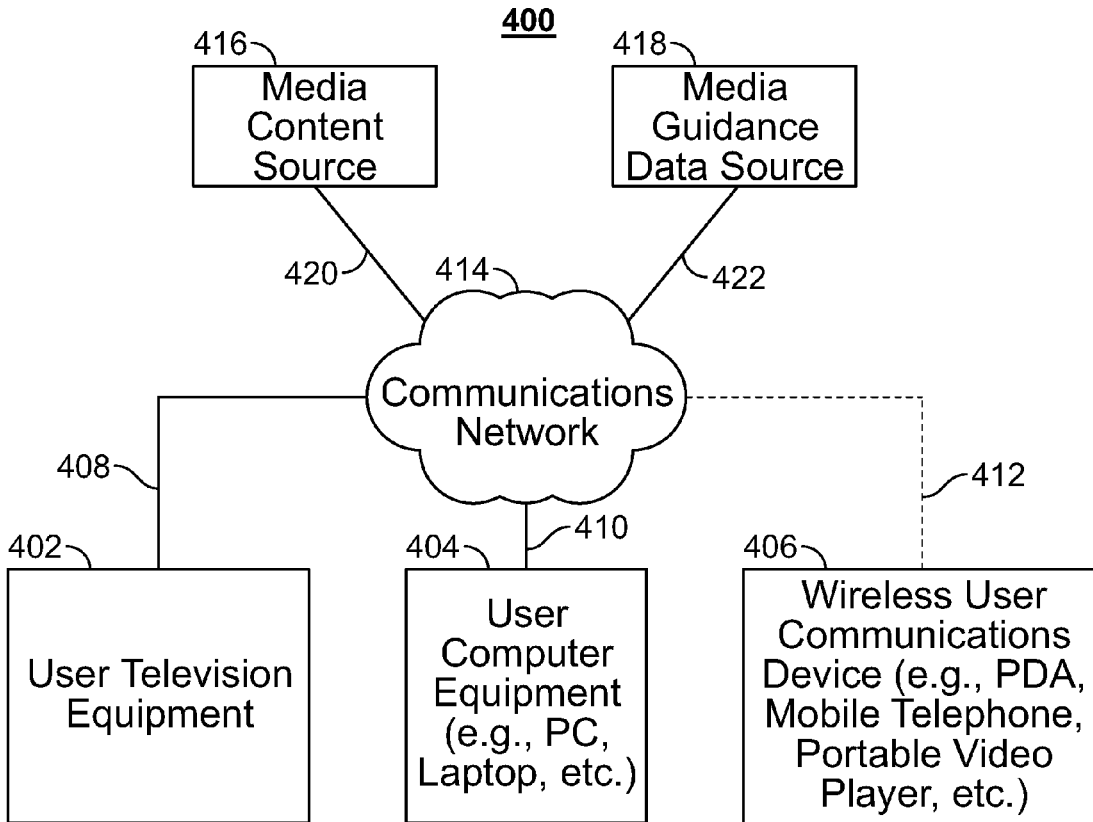 400
416
Media
Content
Source
418
Media
Guidance
Data Source
420
414
422
Communications
Network
408
410
412
402
User Television
Equipment
404
User
Computer
Equipment
(e.g., PC,
Laptop, etc.)
406
Wireless User
Communications
Device (e.g., PDA,
Mobile Telephone,
Portable Video
Player, etc.)